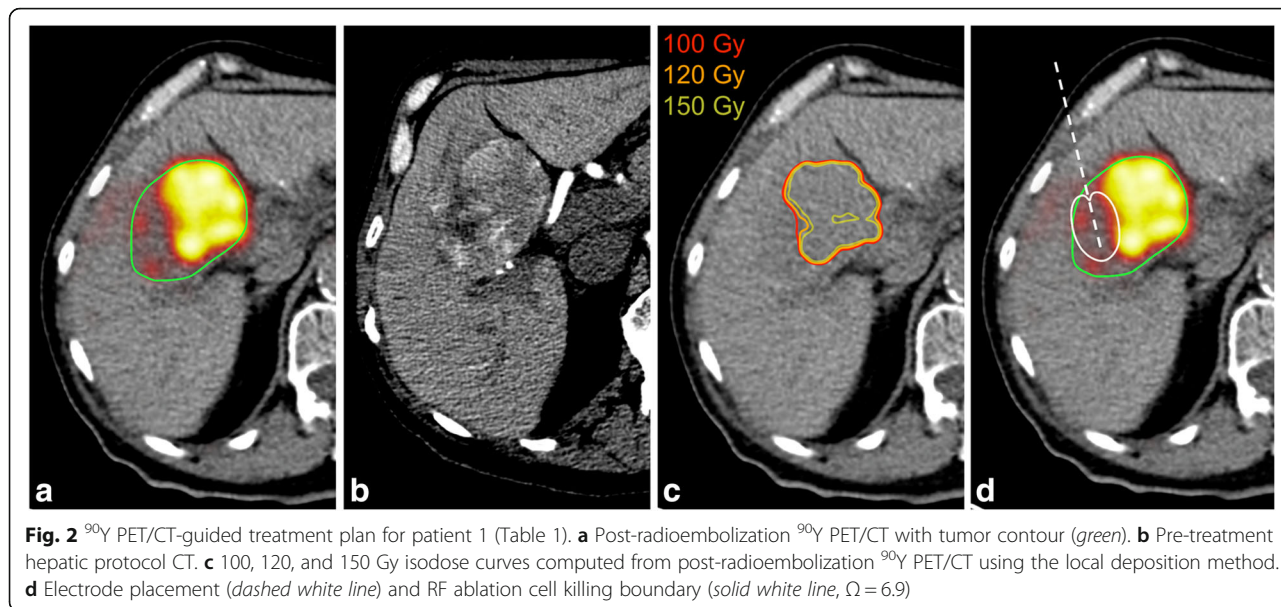 100 Gy
120 Gy
150 Gy
a
b
c
d
Fig. 2 ⁹⁰Y PET/CT-guided treatment plan for patient 1 (Table 1). a Post-radioembolization ⁹⁰Y PET/CT with tumor contour (green). b Pre-treatment
hepatic protocol CT. c 100, 120, and 150 Gy isodose curves computed from post-radioembolization ⁹⁰Y PET/CT using the local deposition method.
d Electrode placement (dashed white line) and RF ablation cell killing boundary (solid white line, Ω = 6.9)